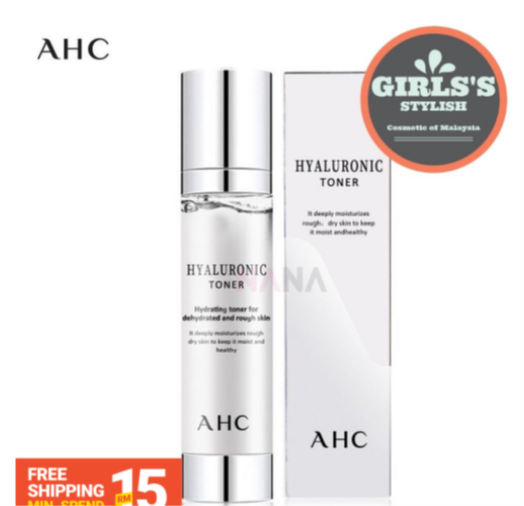 AHC
GIRLS'S
STYLISH
Cosmetic of Malaysia
HYALURONIC
TONER
It deeply moisturizes
rough, dry skin to keep
it moist andhealthy
AHC
HYALURONIC
TONER
Hydrating toner for
dehydrated and rough skin
It deeply moisturizes rough
dry skin to keep it moist and
healthy
AHC
NANA
FREE
SHIPPING
MIN. SPEND
RM15